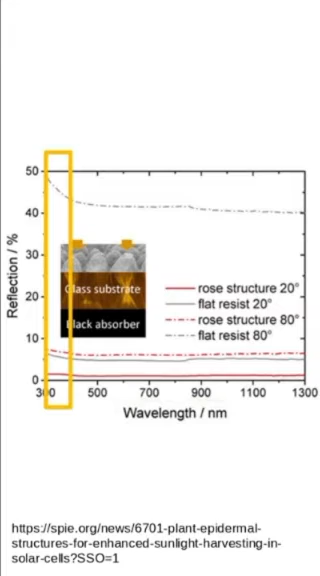 50
40
30
20
10
0
Reflection / %
Glass substrate
Black absorber
rose structure 20°
flat resist 20°
rose structure 80°
flat resist 80°
300 500 700 900 1100 1300
Wavelength / nm
https://spie.org/news/6701-plant-epidermal-
structures-for-enhanced-sunlight-harvesting-in-
solar-cells?SSO=1